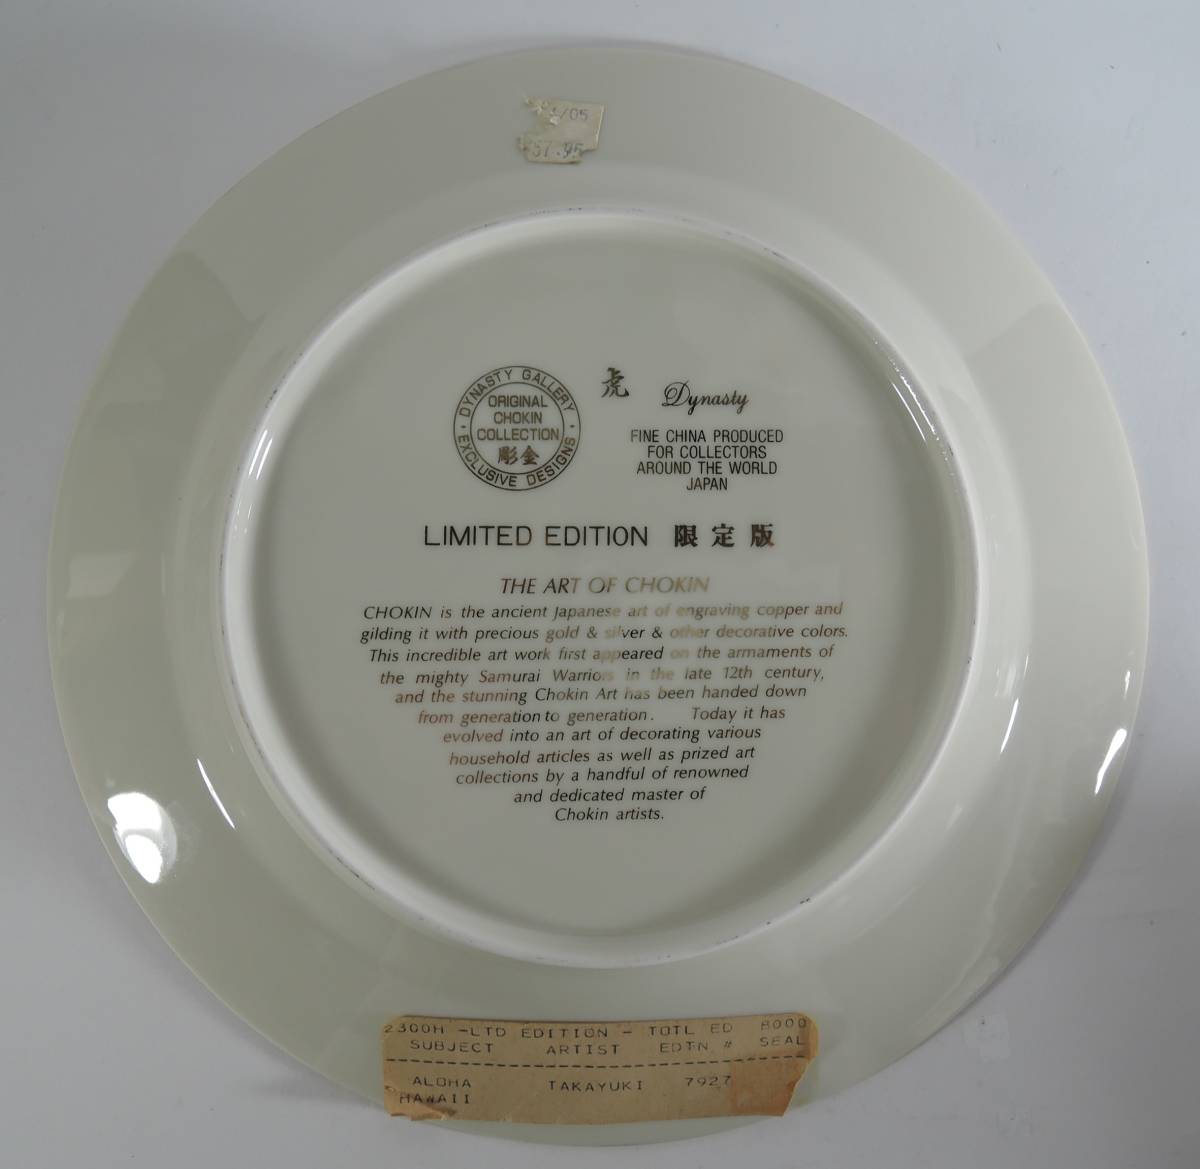 /05
57.95
DYNASTY GALLERY
ORIGINAL
CHOKIN
COLLECTION
彫金
EXCLUSIVE DESIGNS
虎
Dynasty
FINE CHINA PRODUCED
FOR COLLECTORS
AROUND THE WORLD
JAPAN
LIMITED EDITION 限定版
THE ART OF CHOKIN
CHOKIN is the ancient Japanese art of engraving copper and
gilding it with precious gold & silver & other decorative colors.
This incredible art work first appeared on the armaments of
the mighty Samurai Warriors in the late 12th century,
and the stunning Chokin Art has been handed down
from generation to generation. Today it has
evolved into an art of decorating various
household articles as well as prized art
collections by a handful of renowned
and dedicated master of
Chokin artists.
2300H -LTD EDITION - TOTL ED 8000
SUBJECT ARTIST EDTN # SEAL
ALOHA TAKAYUKI 7927
HAWAII